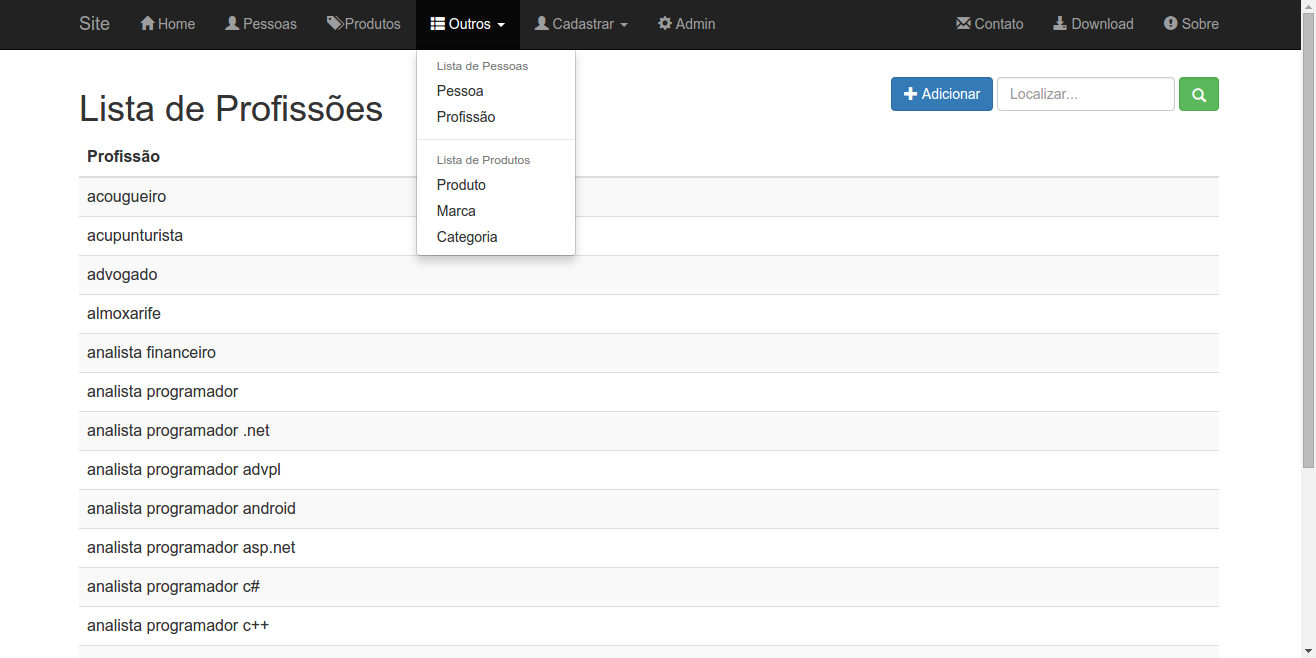 Site Home Pessoas Produtos Outros Cadastrar Admin Contato Download Sobre
Lista de Pessoas
Pessoa
Profissão
Lista de Produtos
Produto
Marca
Categoria
Lista de Profissões
Adicionar Localizar...
Profissão
acougueiro
acupunturista
advogado
almoxarife
analista financeiro
analista programador
analista programador .net
analista programador advpl
analista programador android
analista programador asp.net
analista programador c#
analista programador c++